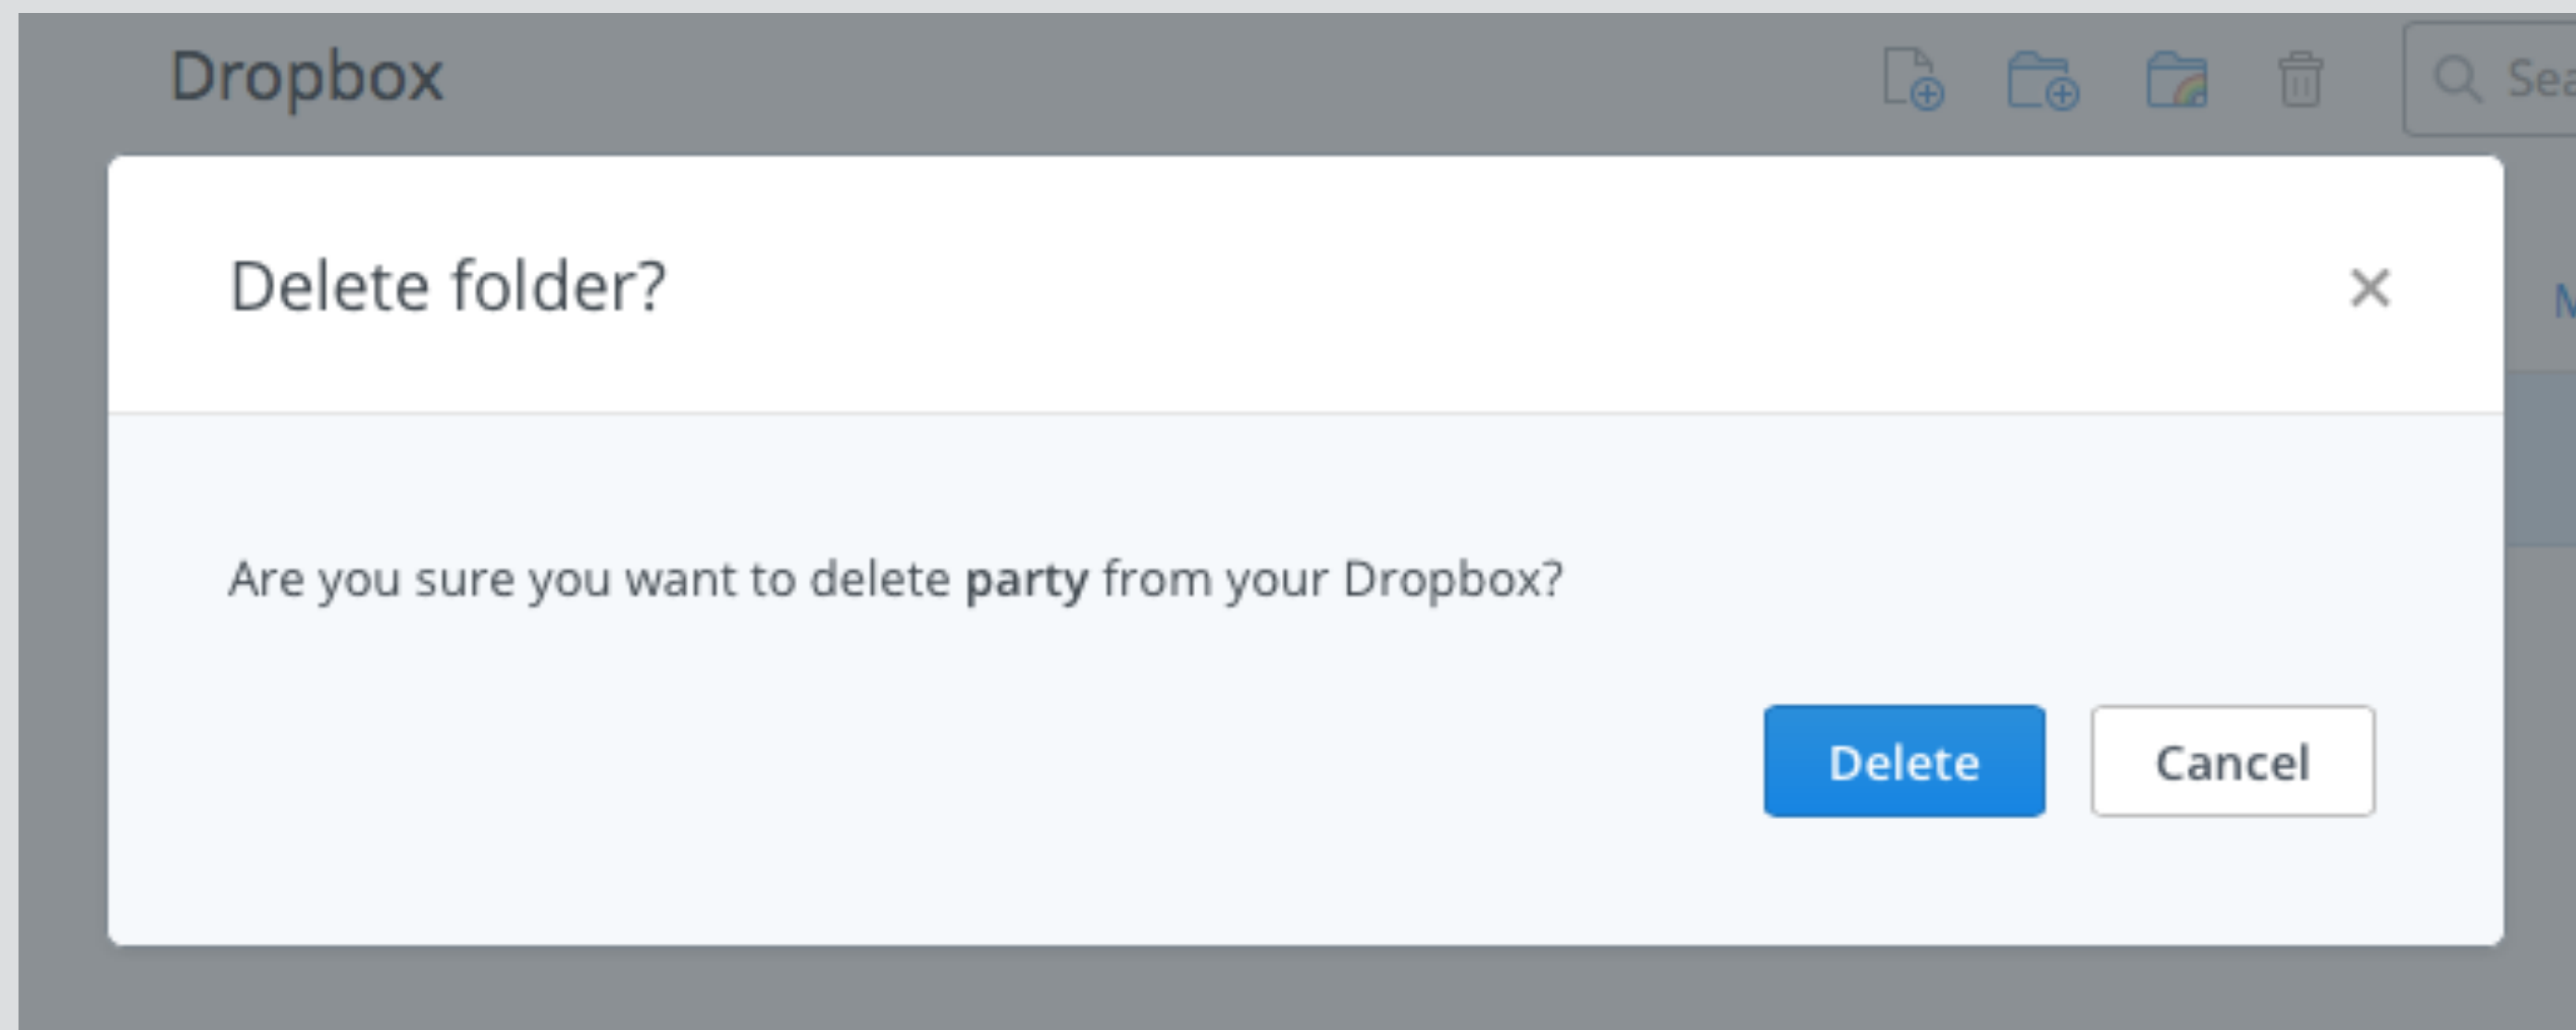 Dropbox
Delete folder?
Are you sure you want to delete party from your Dropbox?
Delete
Cancel